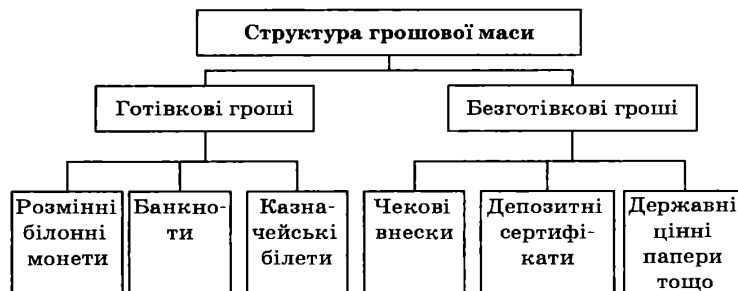 Структура грошової маси
Готівкові гроші
Безготівкові гроші
Розмінні
білонні
монети
Банкно-
ти
Казна-
чейські
білети
Чекові
внески
Депозитні
сертифі-
кати
Державні
цінні
папери
тощо